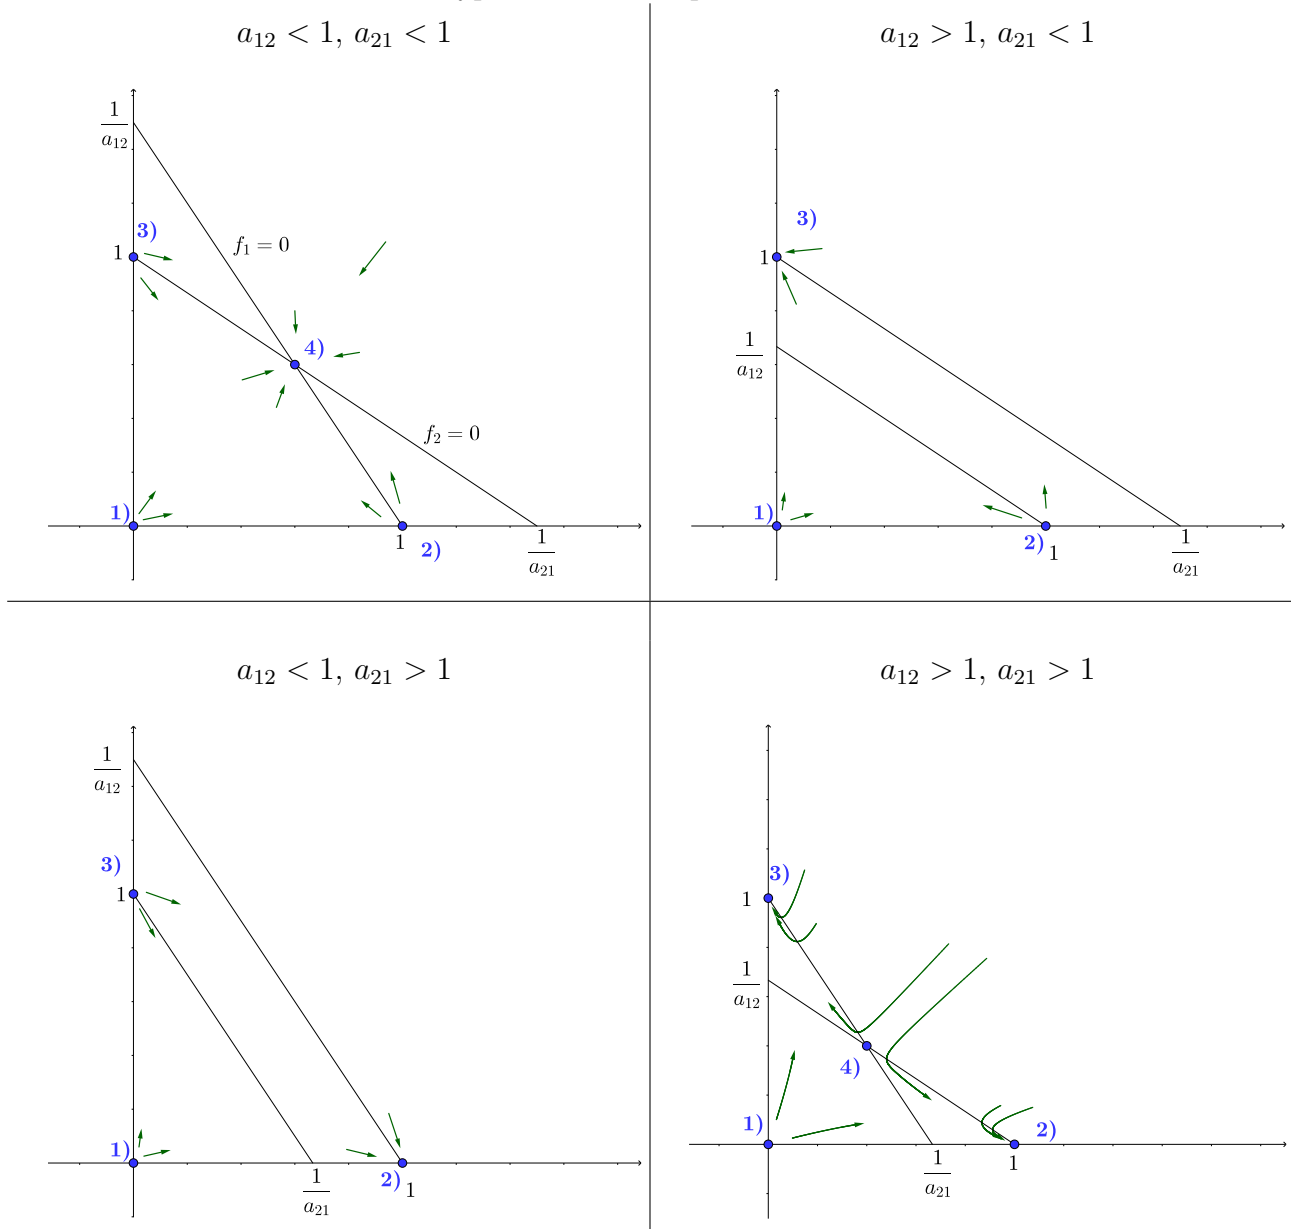 a₁₂ < 1, a₂₁ < 1
1/a₁₂
3)
1
f₁ = 0
4)
f₂ = 0
1)
1
2)
1/a₂₁
a₁₂ > 1, a₂₁ < 1
3)
1
1/a₁₂
1)
2)
1
1/a₂₁
a₁₂ < 1, a₂₁ > 1
1/a₁₂
3)
1
1)
1/a₂₁
2)
1
a₁₂ > 1, a₂₁ > 1
3)
1
1/a₁₂
4)
1)
2)
1/a₂₁
1